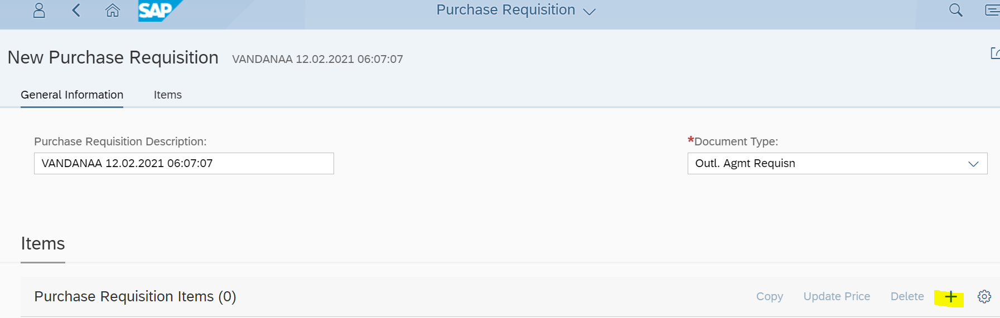 SAP
Purchase Requisition
New Purchase Requisition VANDANAA 12.02.2021 06:07:07
General Information Items
Purchase Requisition Description: *Document Type:
VANDANAA 12.02.2021 06:07:07 Outl. Agmt Requisn
Items
Purchase Requisition Items (0) Copy Update Price Delete